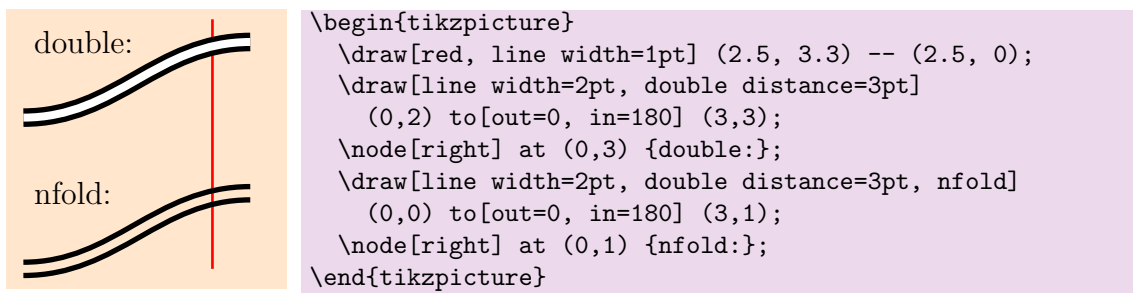 double:
nfold:
\begin{tikzpicture}
  \draw[red, line width=1pt] (2.5, 3.3) -- (2.5, 0);
  \draw[line width=2pt, double distance=3pt]
    (0,2) to[out=0, in=180] (3,3);
  \node[right] at (0,3) {double:};
  \draw[line width=2pt, double distance=3pt, nfold]
    (0,0) to[out=0, in=180] (3,1);
  \node[right] at (0,1) {nfold:};
\end{tikzpicture}